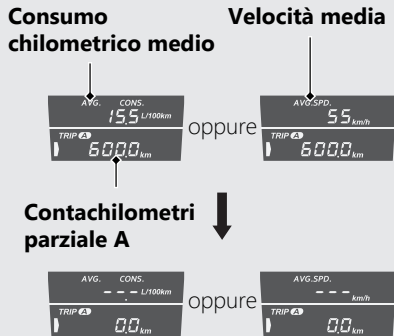 Consumo
chilometrico medio
Velocità media
AVG. CONS.
15.5 L/100km
TRIP A
600.0 km
oppure
AVG.SPD.
55 km/h
TRIP A
600.0 km
Contachilometri
parziale A
AVG. CONS.
--.- L/100km
TRIP A
0.0 km
oppure
AVG.SPD.
--- km/h
TRIP A
0.0 km